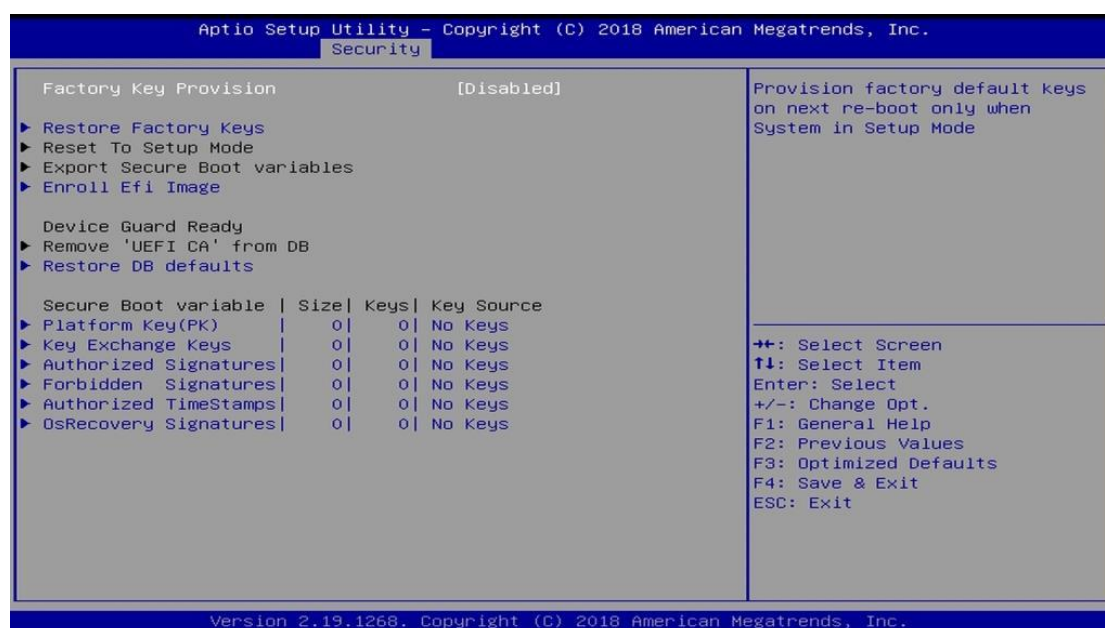 Aptio Setup Utility – Copyright (C) 2018 American Megatrends, Inc.
Security
Factory Key Provision [Disabled]
▶ Restore Factory Keys
▶ Reset To Setup Mode
▶ Export Secure Boot variables
▶ Enroll Efi Image
Device Guard Ready
▶ Remove 'UEFI CA' from DB
▶ Restore DB defaults
Secure Boot variable | Size| Keys| Key Source
▶ Platform Key(PK) | 0| 0| No Keys
▶ Key Exchange Keys | 0| 0| No Keys
▶ Authorized Signatures| 0| 0| No Keys
▶ Forbidden Signatures| 0| 0| No Keys
▶ Authorized TimeStamps| 0| 0| No Keys
▶ OsRecovery Signatures| 0| 0| No Keys
Provision factory default keys
on next re-boot only when
System in Setup Mode
→←: Select Screen
↑↓: Select Item
Enter: Select
+/-: Change Opt.
F1: General Help
F2: Previous Values
F3: Optimized Defaults
F4: Save & Exit
ESC: Exit
Version 2.19.1268. Copyright (C) 2018 American Megatrends, Inc.